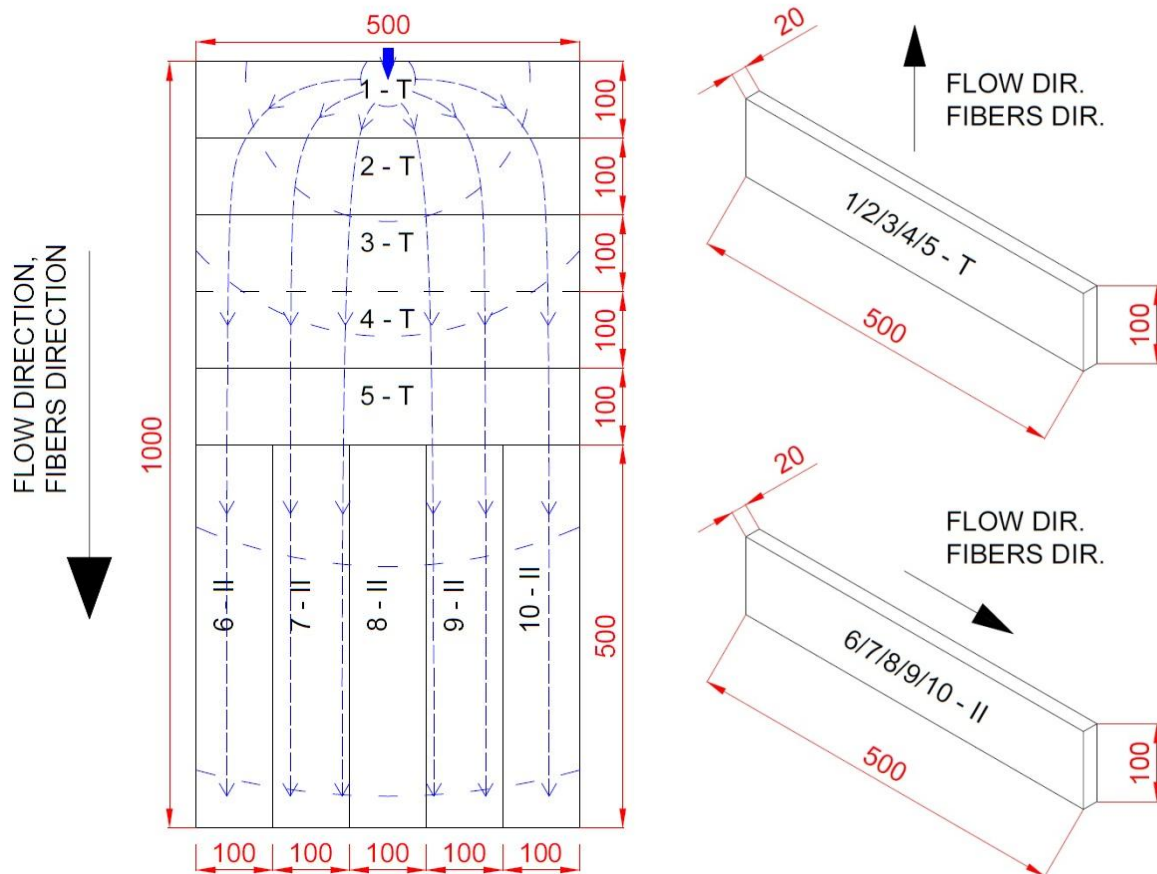 500
1 - T
2 - T
3 - T
4 - T
5 - T
100
100
100
100
100
1000
500
FLOW DIRECTION,
FIBERS DIRECTION
6 - II
7 - II
8 - II
9 - II
10 - II
100
100
100
100
100
20
FLOW DIR.
FIBERS DIR.
1/2/3/4/5 - T
500
100
20
FLOW DIR.
FIBERS DIR.
6/7/8/9/10 - II
500
100